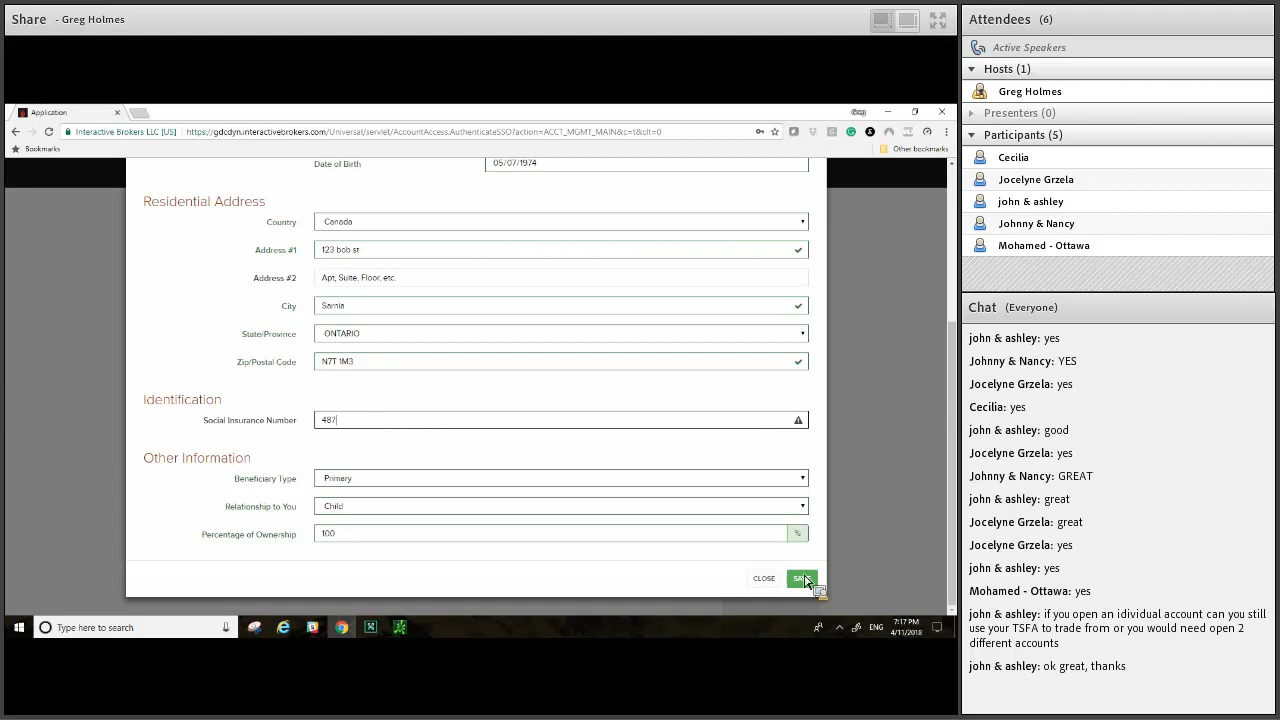 Share - Greg Holmes
Application
Greg
Interactive Brokers LLC [US] https://gdcdyn.interactivebrokers.com/Universal/servlet/AccountAccess.AuthenticateSSO?action=ACCT_MGMT_MAIN&c=t&clt=0
Bookmarks
Other bookmarks
Date of Birth 05/07/1974
Residential Address
Country Canada
Address #1 123 bob st
Address #2 Apt, Suite, Floor, etc.
City Sarnia
State/Province ONTARIO
Zip/Postal Code N7T 1M3
Identification
Social Insurance Number 487
Other Information
Beneficiary Type Primary
Relationship to You Child
Percentage of Ownership 100 %
CLOSE
Type here to search
ENG
7:17 PM
4/11/2018
Attendees (6)
Active Speakers
Hosts (1)
Greg Holmes
Presenters (0)
Participants (5)
Cecilia
Jocelyne Grzela
john & ashley
Johnny & Nancy
Mohamed - Ottawa
Chat (Everyone)
john & ashley: yes
Johnny & Nancy: YES
Jocelyne Grzela: yes
Cecilia: yes
john & ashley: good
Jocelyne Grzela: yes
Johnny & Nancy: GREAT
john & ashley: great
Jocelyne Grzela: great
Jocelyne Grzela: yes
john & ashley: yes
Mohamed - Ottawa: yes
john & ashley: if you open an idividual account can you still
use your TSFA to trade from or you would need open 2
different accounts
john & ashley: ok great, thanks